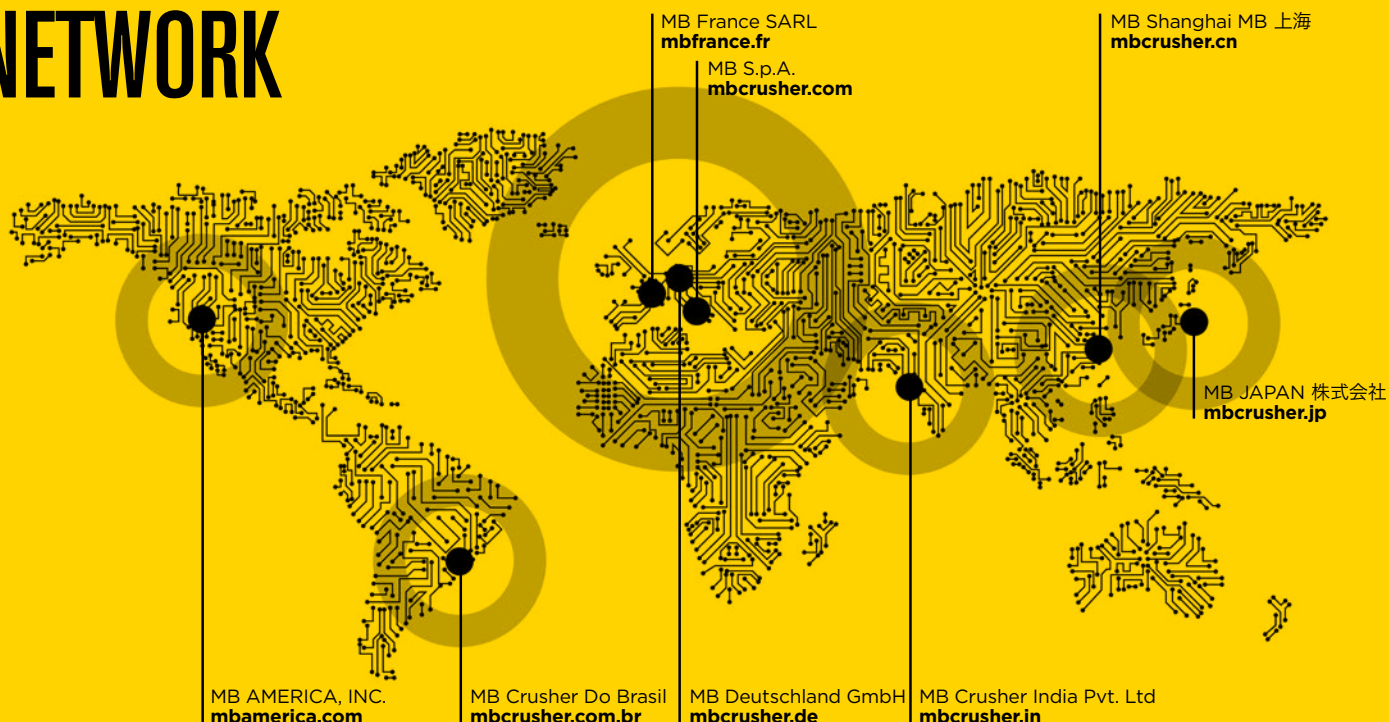 NETWORK
MB France SARL
mbfrance.fr
MB S.p.A.
mbcrusher.com
MB Shanghai MB 上海
mbcrusher.cn
MB JAPAN 株式会社
mbcrusher.jp
MB AMERICA, INC.
mbamerica.com
MB Crusher Do Brasil
mbcrusher.com.br
MB Deutschland GmbH
mbcrusher.de
MB Crusher India Pvt. Ltd
mbcrusher.in